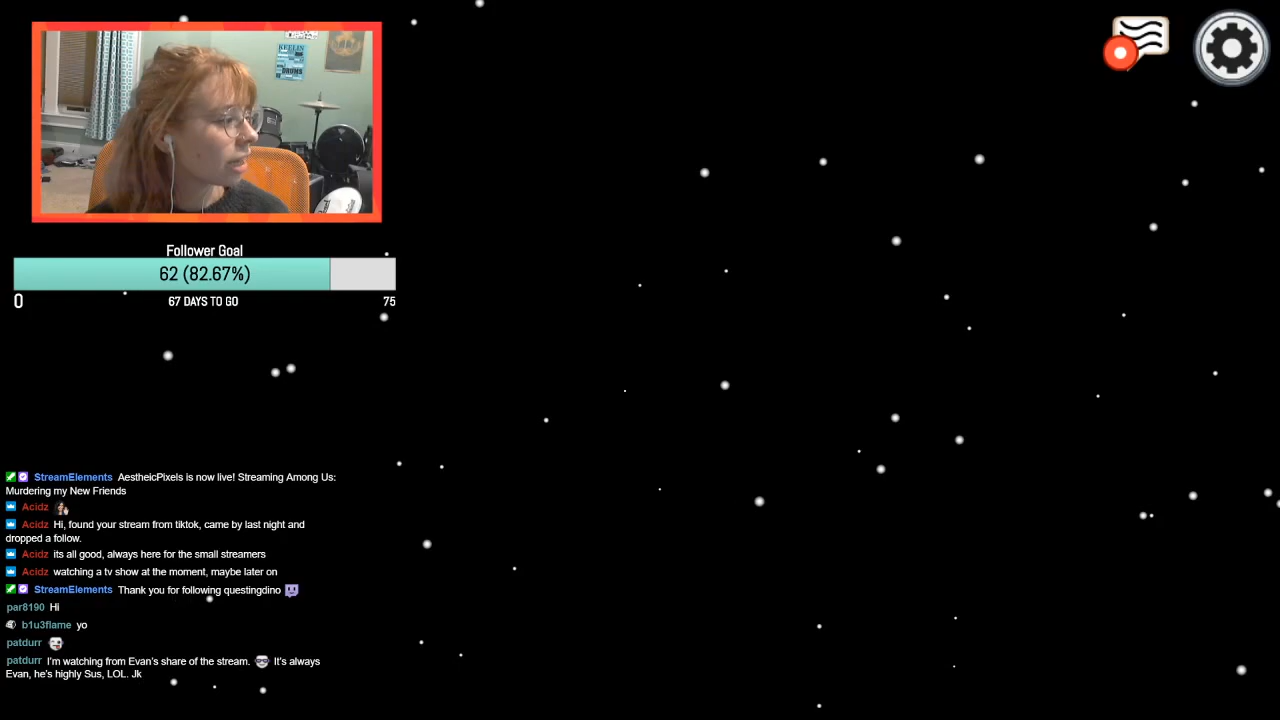 KEELIN
DRUMS
Follower Goal
62 (82.67%)
0
67 DAYS TO GO
75
StreamElements AestheicPixels is now live! Streaming Among Us:
Murdering my New Friends
Acidz
Acidz Hi, found your stream from tiktok, came by last night and
dropped a follow.
Acidz its all good, always here for the small streamers
Acidz watching a tv show at the moment, maybe later on
StreamElements Thank you for following questingdino
par8190 Hi
b1u3flame yo
patdurr
patdurr I'm watching from Evan's share of the stream. It's always
Evan, he's highly Sus, LOL. Jk